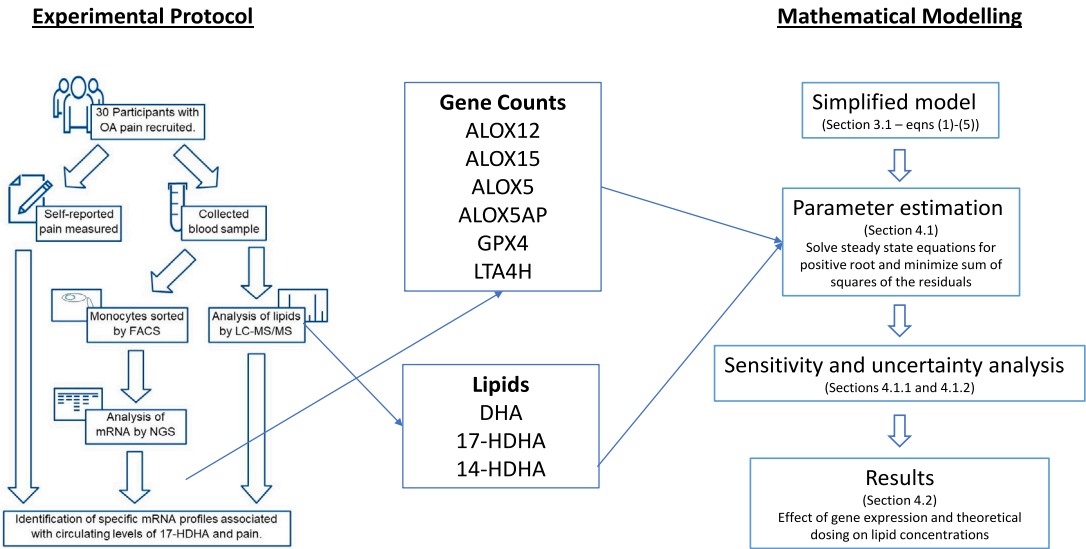 Experimental Protocol
Mathematical Modelling
30 Participants with
OA pain recruited.
Self-reported
pain measured
Collected
blood sample
Monocytes sorted
by FACS
Analysis of lipids
by LC-MS/MS
Analysis of
mRNA by NGS
Identification of specific mRNA profiles associated
with circulating levels of 17-HDHA and pain.
Gene Counts
ALOX12
ALOX15
ALOX5
ALOX5AP
GPX4
LTA4H
Lipids
DHA
17-HDHA
14-HDHA
Simplified model
(Section 3.1 – eqns (1)-(5))
Parameter estimation
(Section 4.1)
Solve steady state equations for
positive root and minimize sum of
squares of the residuals
Sensitivity and uncertainty analysis
(Sections 4.1.1 and 4.1.2)
Results
(Section 4.2)
Effect of gene expression and theoretical
dosing on lipid concentrations